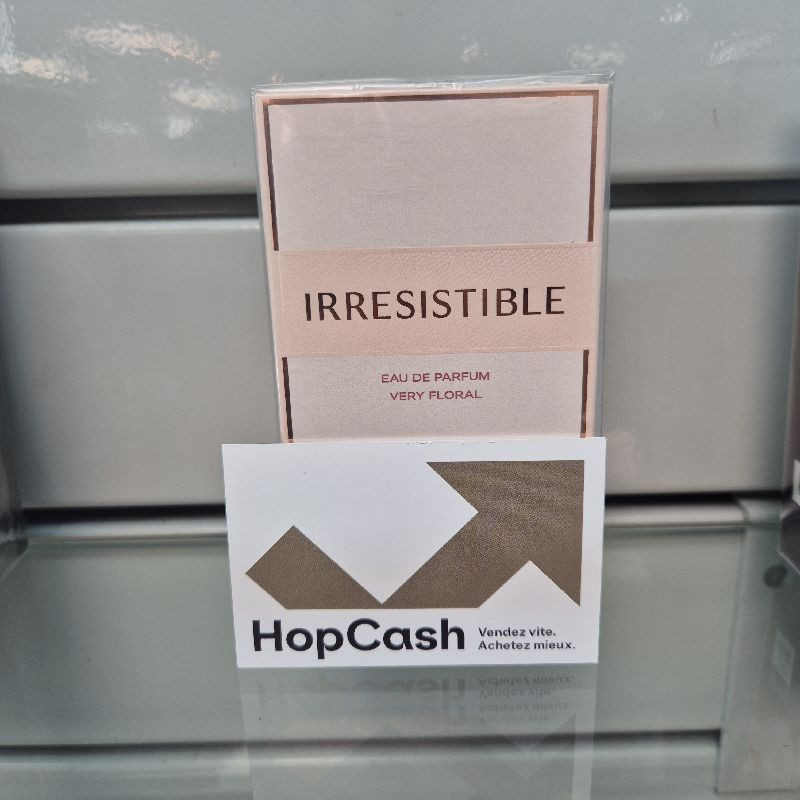 IRRESISTIBLE
EAU DE PARFUM
VERY FLORAL
HopCash
Vendez vite.
Achetez mieux.